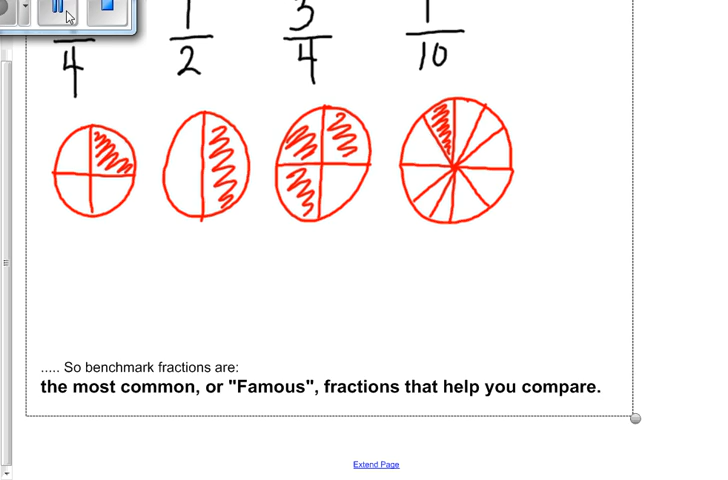 1 3 1
4 2 4 10
..... So benchmark fractions are:
the most common, or "Famous", fractions that help you compare.
Extend Page